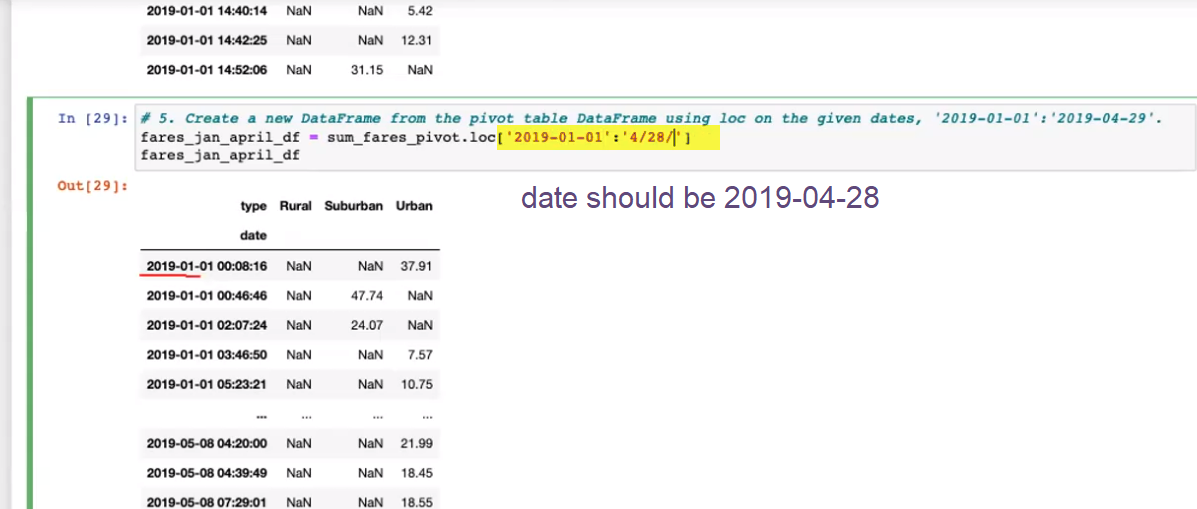 2019-01-01 14:40:14 NaN NaN 5.42
2019-01-01 14:42:25 NaN NaN 12.31
2019-01-01 14:52:06 NaN 31.15 NaN
In [29]: # 5. Create a new DataFrame from the pivot table DataFrame using loc on the given dates, '2019-01-01':'2019-04-29'.
fares_jan_april_df = sum_fares_pivot.loc['2019-01-01':'4/28/']
fares_jan_april_df
Out[29]:
date should be 2019-04-28
type Rural Suburban Urban
date
2019-01-01 00:08:16 NaN NaN 37.91
2019-01-01 00:46:46 NaN 47.74 NaN
2019-01-01 02:07:24 NaN 24.07 NaN
2019-01-01 03:46:50 NaN NaN 7.57
2019-01-01 05:23:21 NaN NaN 10.75
... ... ... ...
2019-05-08 04:20:00 NaN NaN 21.99
2019-05-08 04:39:49 NaN NaN 18.45
2019-05-08 07:29:01 NaN NaN 18.55